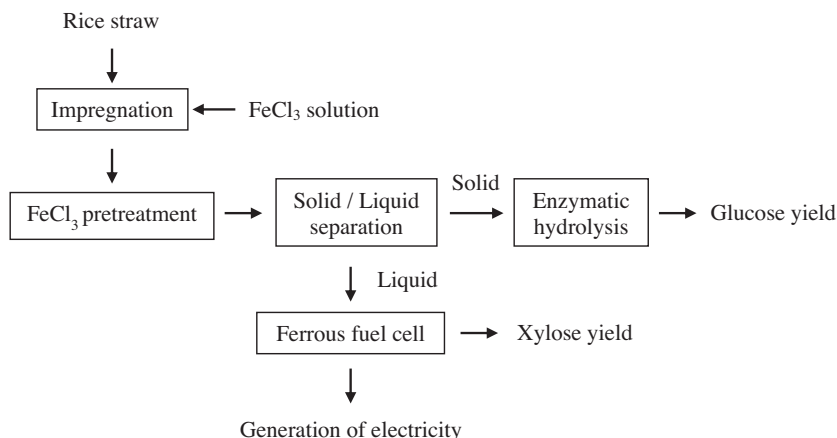 Rice straw
Impregnation
FeCl₃ solution
FeCl₃ pretreatment
Solid / Liquid
separation
Solid
Enzymatic
hydrolysis
Glucose yield
Liquid
Ferrous fuel cell
Xylose yield
Generation of electricity